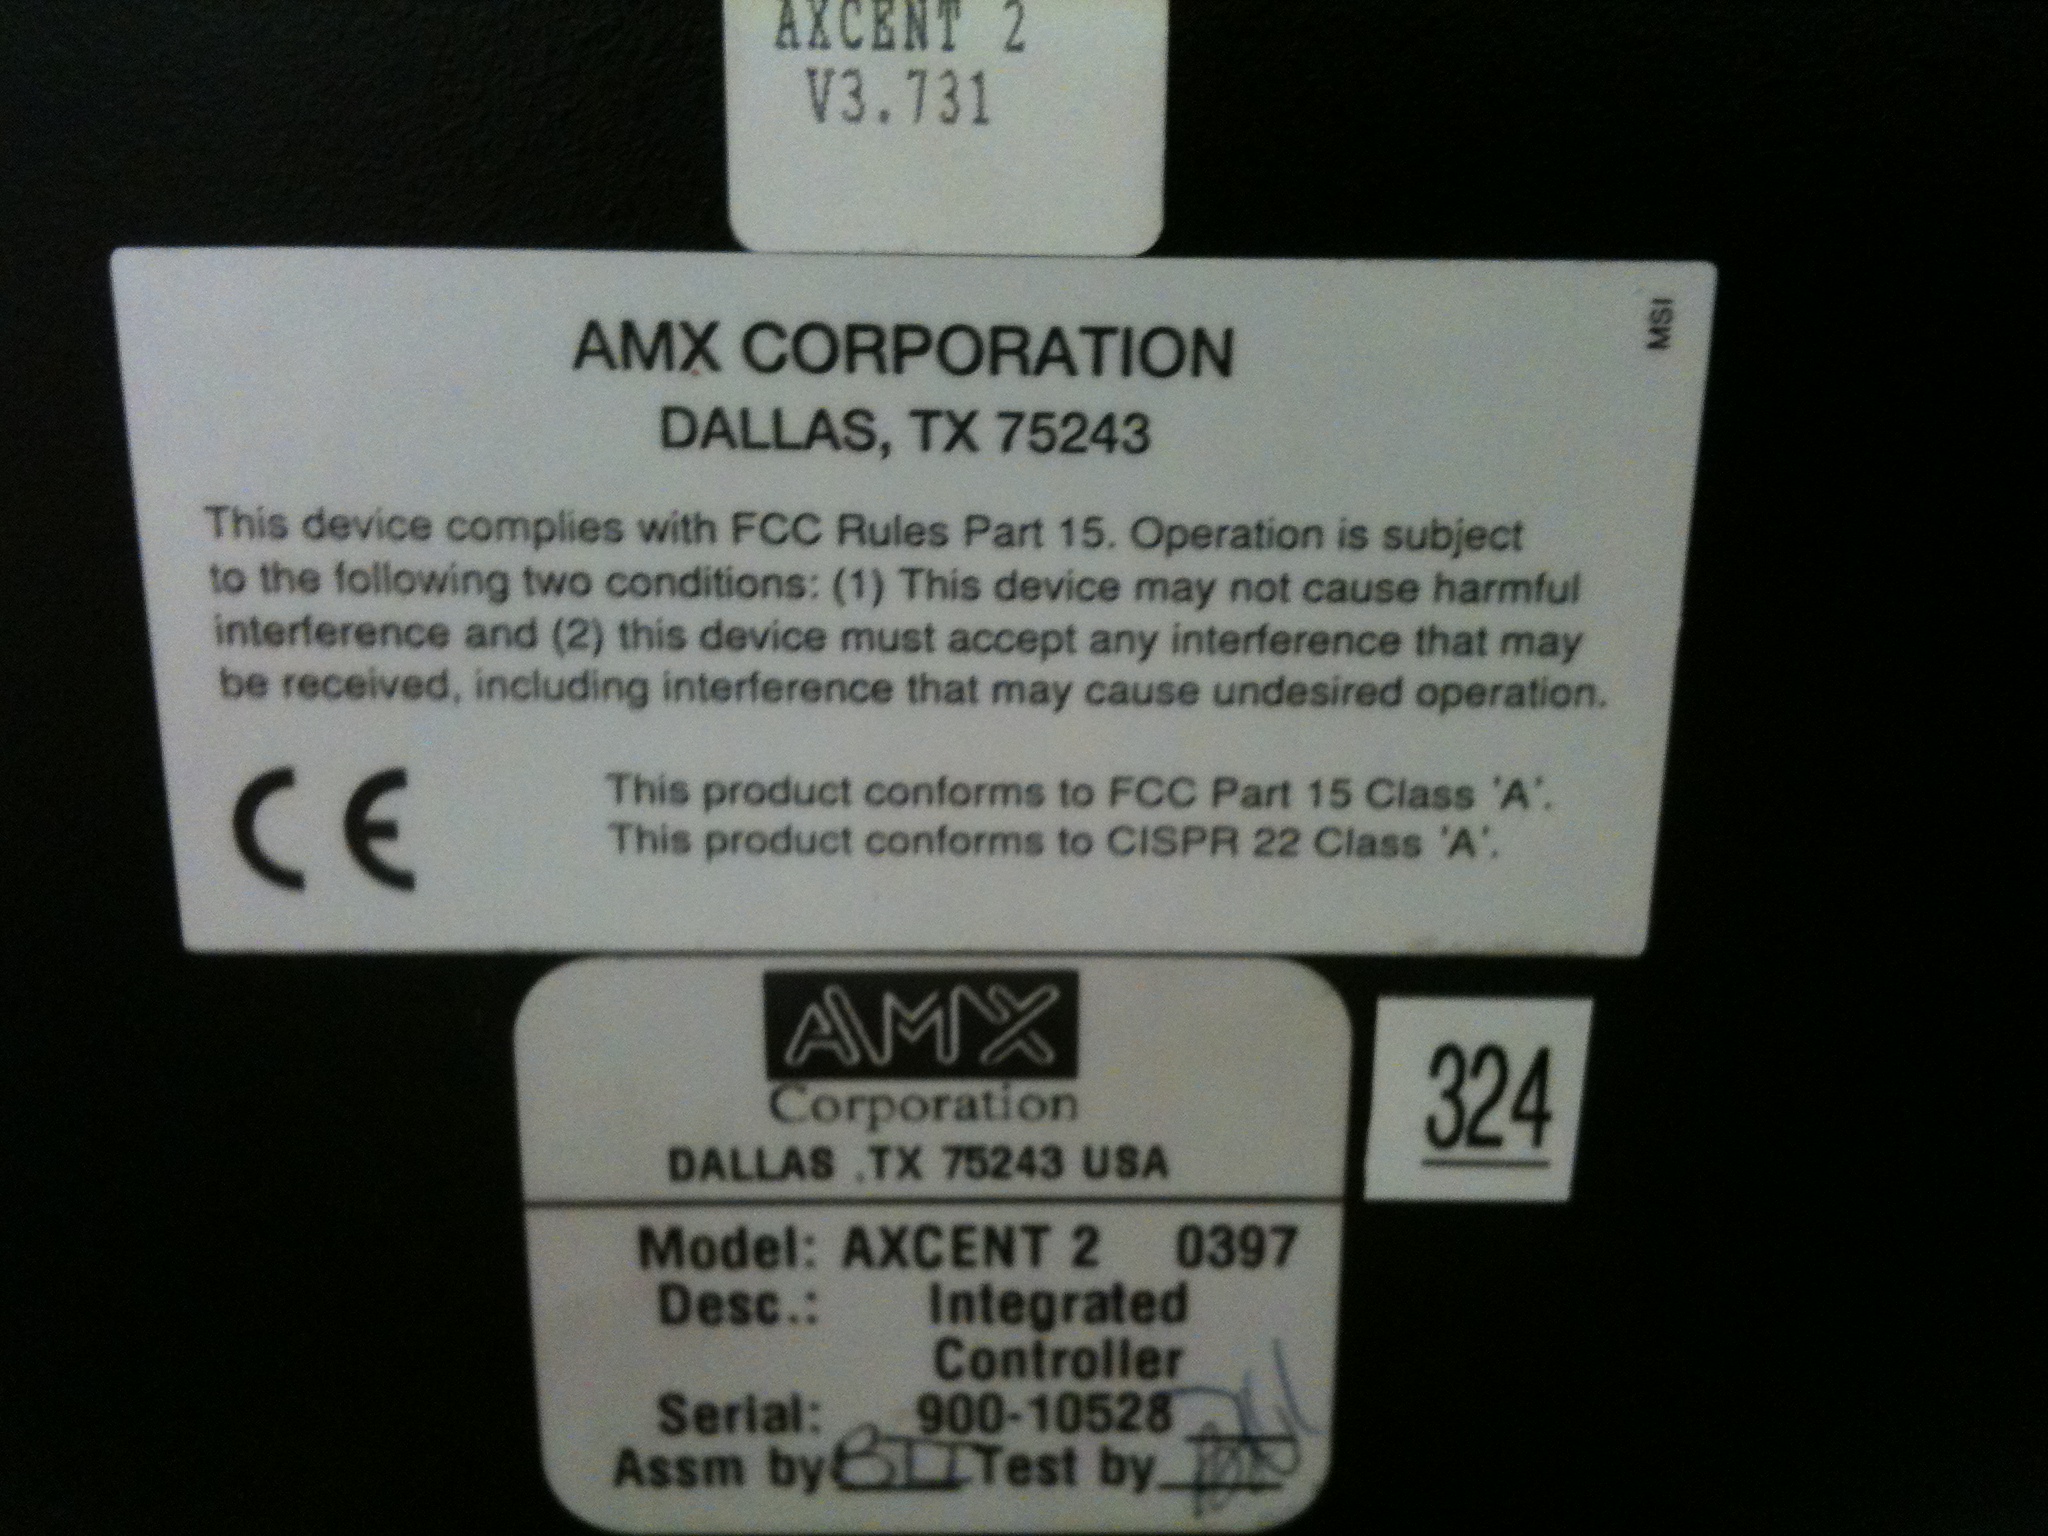 AXCENT 2
V3.731
MSI
AMX CORPORATION
DALLAS, TX 75243
This device complies with FCC Rules Part 15. Operation is subject
to the following two conditions: (1) This device may not cause harmful
interference and (2) this device must accept any interference that may
be received, including interference that may cause undesired operation.
CE
This product conforms to FCC Part 15 Class 'A'.
This product conforms to CISPR 22 Class 'A'.
AMX
Corporation
DALLAS .TX 75243 USA
324
Model: AXCENT 2 0397
Desc.: Integrated
Controller
Serial: 900-10528
Assm by Test by